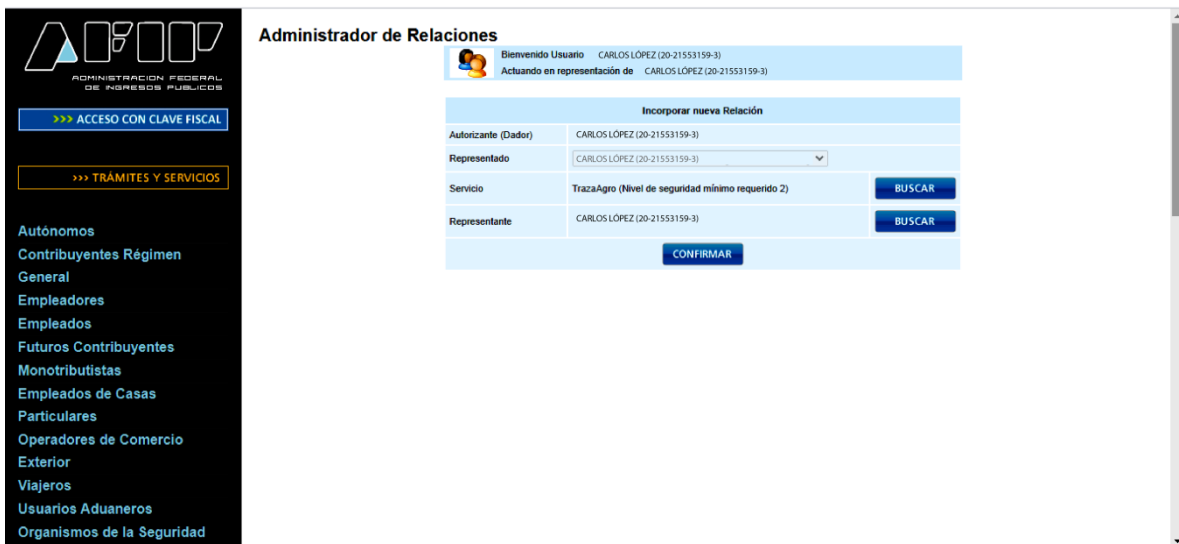 AFIP
ADMINISTRACION FEDERAL
DE INGRESOS PUBLICOS
>>> ACCESO CON CLAVE FISCAL
>>> TRÁMITES Y SERVICIOS
Autónomos
Contribuyentes Régimen
General
Empleadores
Empleados
Futuros Contribuyentes
Monotributistas
Empleados de Casas
Particulares
Operadores de Comercio
Exterior
Viajeros
Usuarios Aduaneros
Organismos de la Seguridad
Administrador de Relaciones
Bienvenido Usuario CARLOS LÓPEZ (20-21553159-3)
Actuando en representación de CARLOS LÓPEZ (20-21553159-3)
Incorporar nueva Relación
Autorizante (Dador) CARLOS LÓPEZ (20-21553159-3)
Representado CARLOS LÓPEZ (20-21553159-3)
Servicio TrazaAgro (Nivel de seguridad mínimo requerido 2) BUSCAR
Representante CARLOS LÓPEZ (20-21553159-3) BUSCAR
CONFIRMAR